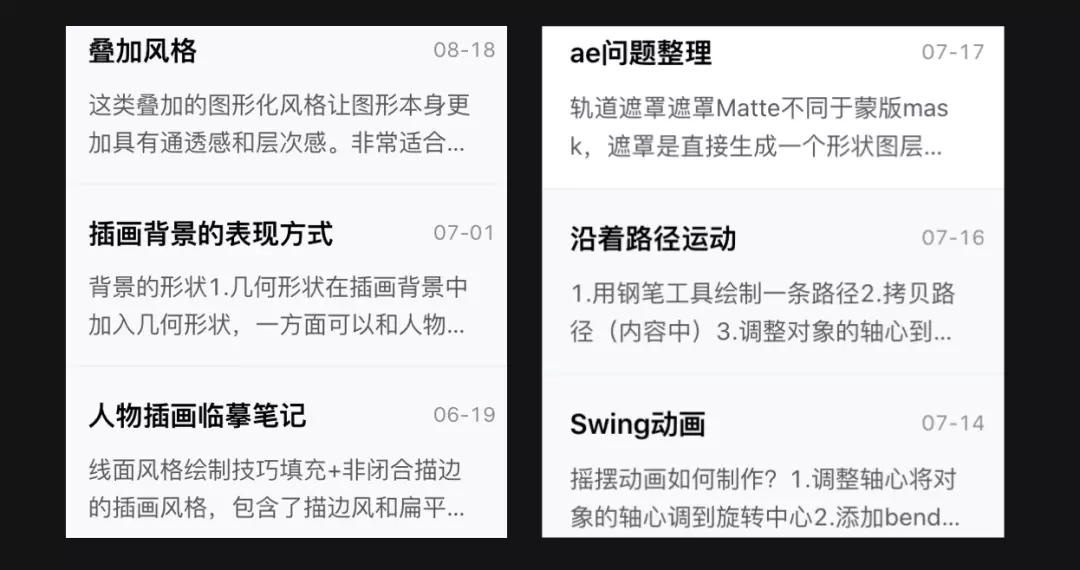 叠加风格
08-18
这类叠加的图形化风格让图形本身更
加具有通透感和层次感。非常适合...
插画背景的表现方式
07-01
背景的形状1.几何形状在插画背景中
加入几何形状，一方面可以和人物...
人物插画临摹笔记
06-19
线面风格绘制技巧填充+非闭合描边
的插画风格，包含了描边风和扁平...
ae问题整理
07-17
轨道遮罩遮罩Matte不同于蒙版mas
k，遮罩是直接生成一个形状图层...
沿着路径运动
07-16
1.用钢笔工具绘制一条路径2.拷贝路
径（内容中）3.调整对象的轴心到...
Swing动画
07-14
摇摆动画如何制作？1.调整轴心将对
象的轴心调到旋转中心2.添加bend...